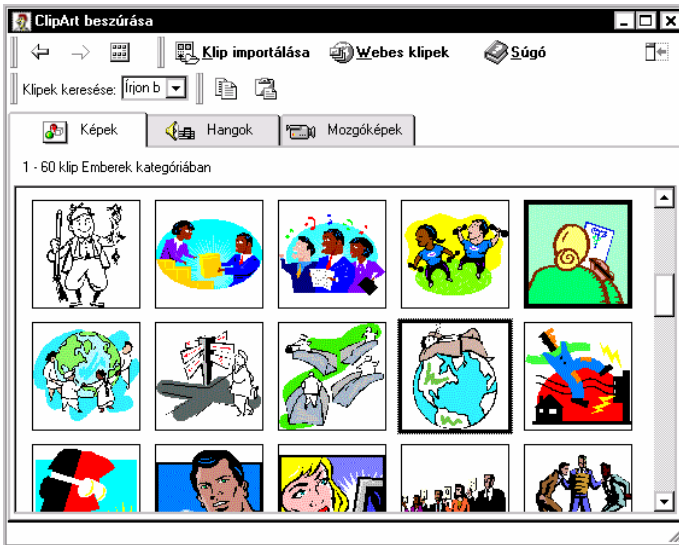 ClipArt beszúrása
Klip importálása Webes klipek Súgó
Klipek keresése: Írjon b
Képek Hangok Mozgóképek
1 - 60 klip Emberek kategóriában